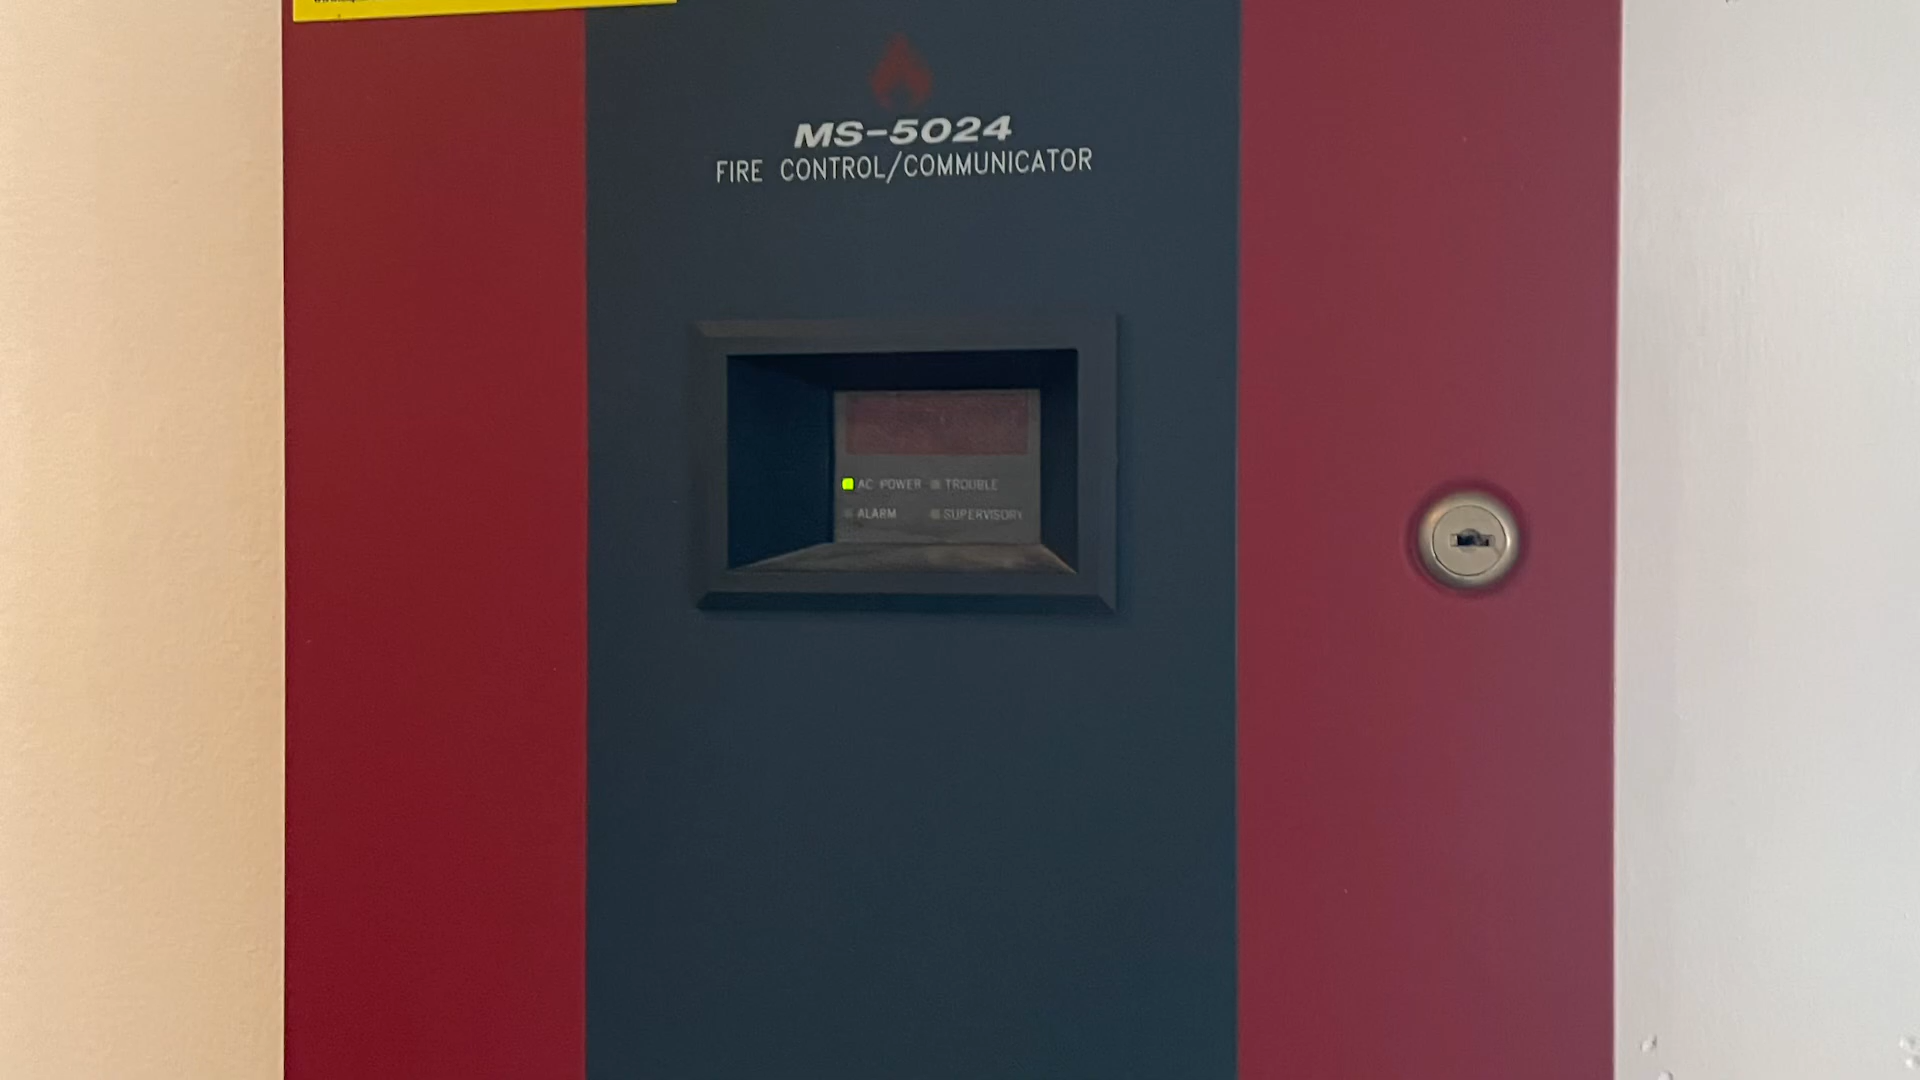 MS-5024
FIRE CONTROL/COMMUNICATOR
AC POWER TROUBLE
ALARM SUPERVISORY